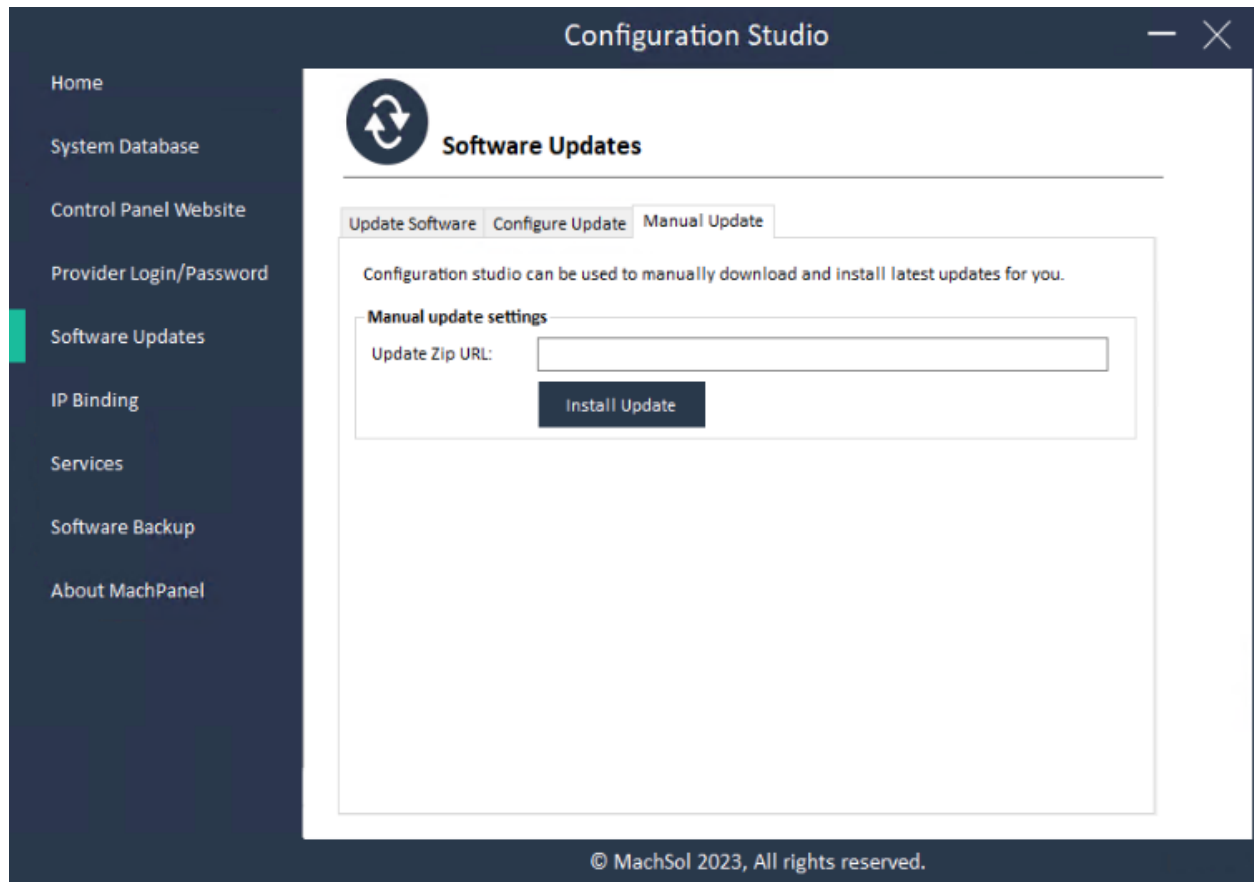 Configuration Studio
Home
System Database
Control Panel Website
Provider Login/Password
Software Updates
IP Binding
Services
Software Backup
About MachPanel
Software Updates
Update Software Configure Update Manual Update
Configuration studio can be used to manually download and install latest updates for you.
Manual update settings
Update Zip URL:
Install Update
© MachSol 2023, All rights reserved.